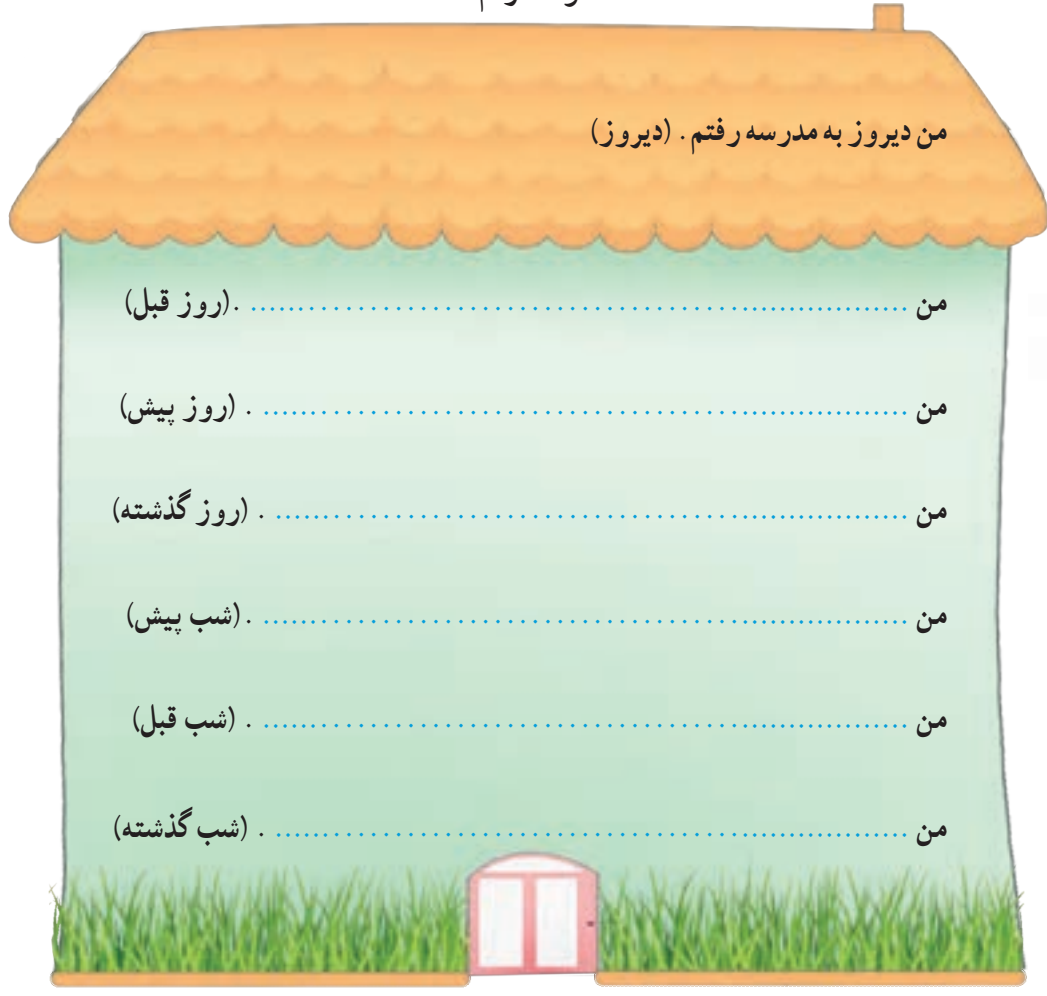 من دیروز به مدرسه رفتم . (دیروز)
من .................................................. .(روز قبل)
من .................................................. . (روز پیش)
من .................................................. . (روز گذشته)
من .................................................. .(شب پیش)
من .................................................. . (شب قبل)
من .................................................. . (شب گذشته)